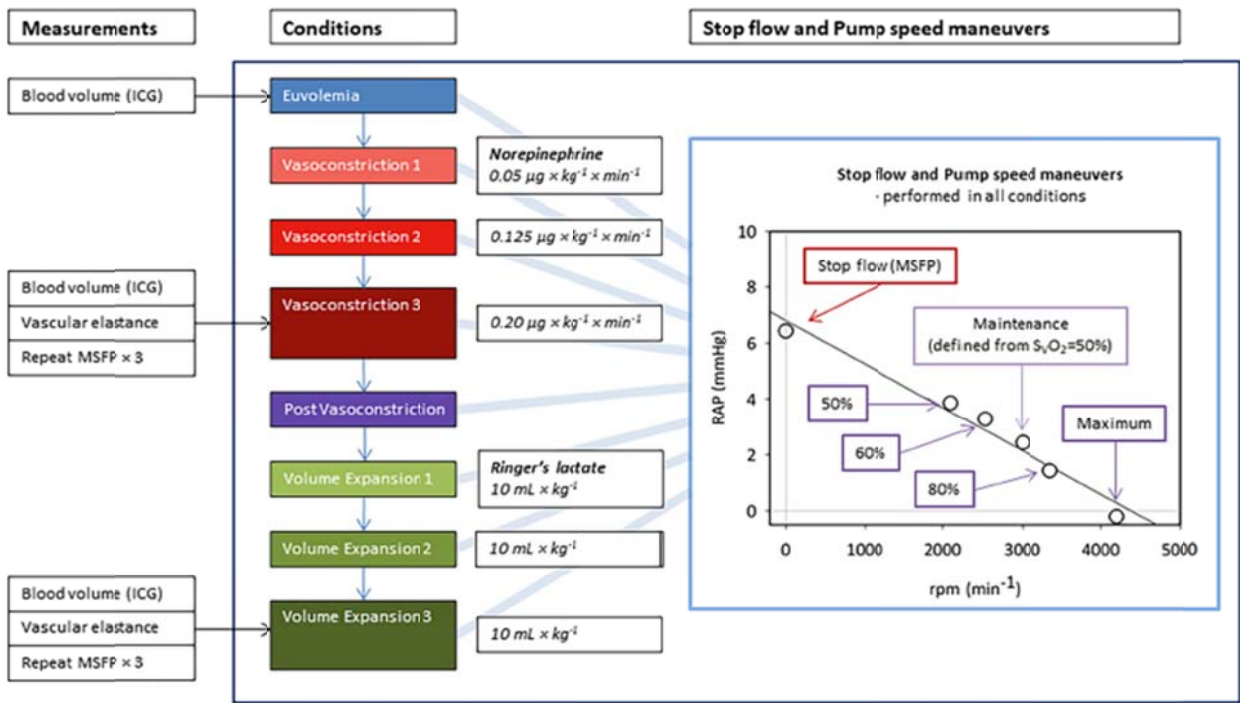 Measurements
Conditions
Stop flow and Pump speed maneuvers
Blood volume (ICG)
Euvolemia
Vasoconstriction 1
Norepinephrine
0.05 µg × kg⁻¹ × min⁻¹
Vasoconstriction 2
0.125 µg × kg⁻¹ × min⁻¹
Blood volume (ICG)
Vascular elastance
Repeat MSFP × 3
Vasoconstriction 3
0.20 µg × kg⁻¹ × min⁻¹
Post Vasoconstriction
Volume Expansion 1
Ringer's lactate
10 mL × kg⁻¹
Volume Expansion 2
10 mL × kg⁻¹
Blood volume (ICG)
Vascular elastance
Repeat MSFP × 3
Volume Expansion 3
10 mL × kg⁻¹
Stop flow and Pump speed maneuvers
· performed in all conditions
10
8
6
4
2
0
RAP (mmHg)
Stop flow (MSFP)
Maintenance
(defined from SᵥO₂=50%)
50%
60%
80%
Maximum
0 1000 2000 3000 4000 5000
rpm (min⁻¹)